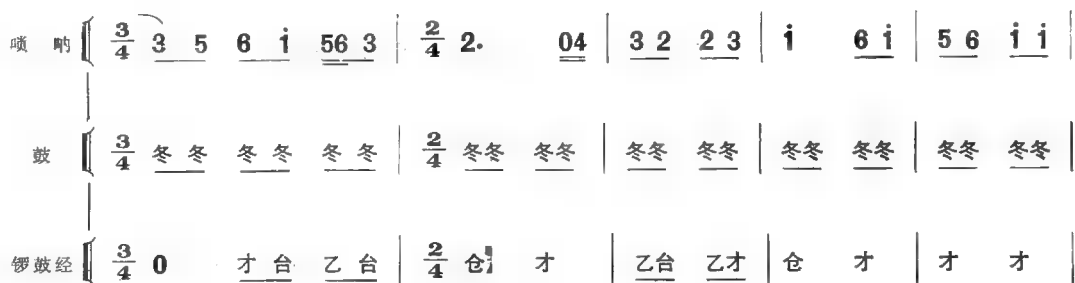 唢呐 3/4 3 5 6 i̇ 56 3 | 2/4 2. 04 | 3 2 2 3 | i̇ 6 i̇ | 5 6 i̇ i̇ |
鼓 3/4 冬 冬 冬 冬 冬 冬 | 2/4 冬冬 冬冬 | 冬冬 冬冬 | 冬冬 冬冬 | 冬冬 冬冬 |
锣鼓经 3/4 0 才 台 乙 台 | 2/4 仓 才 | 乙台 乙才 | 仓 才 | 才 才 |